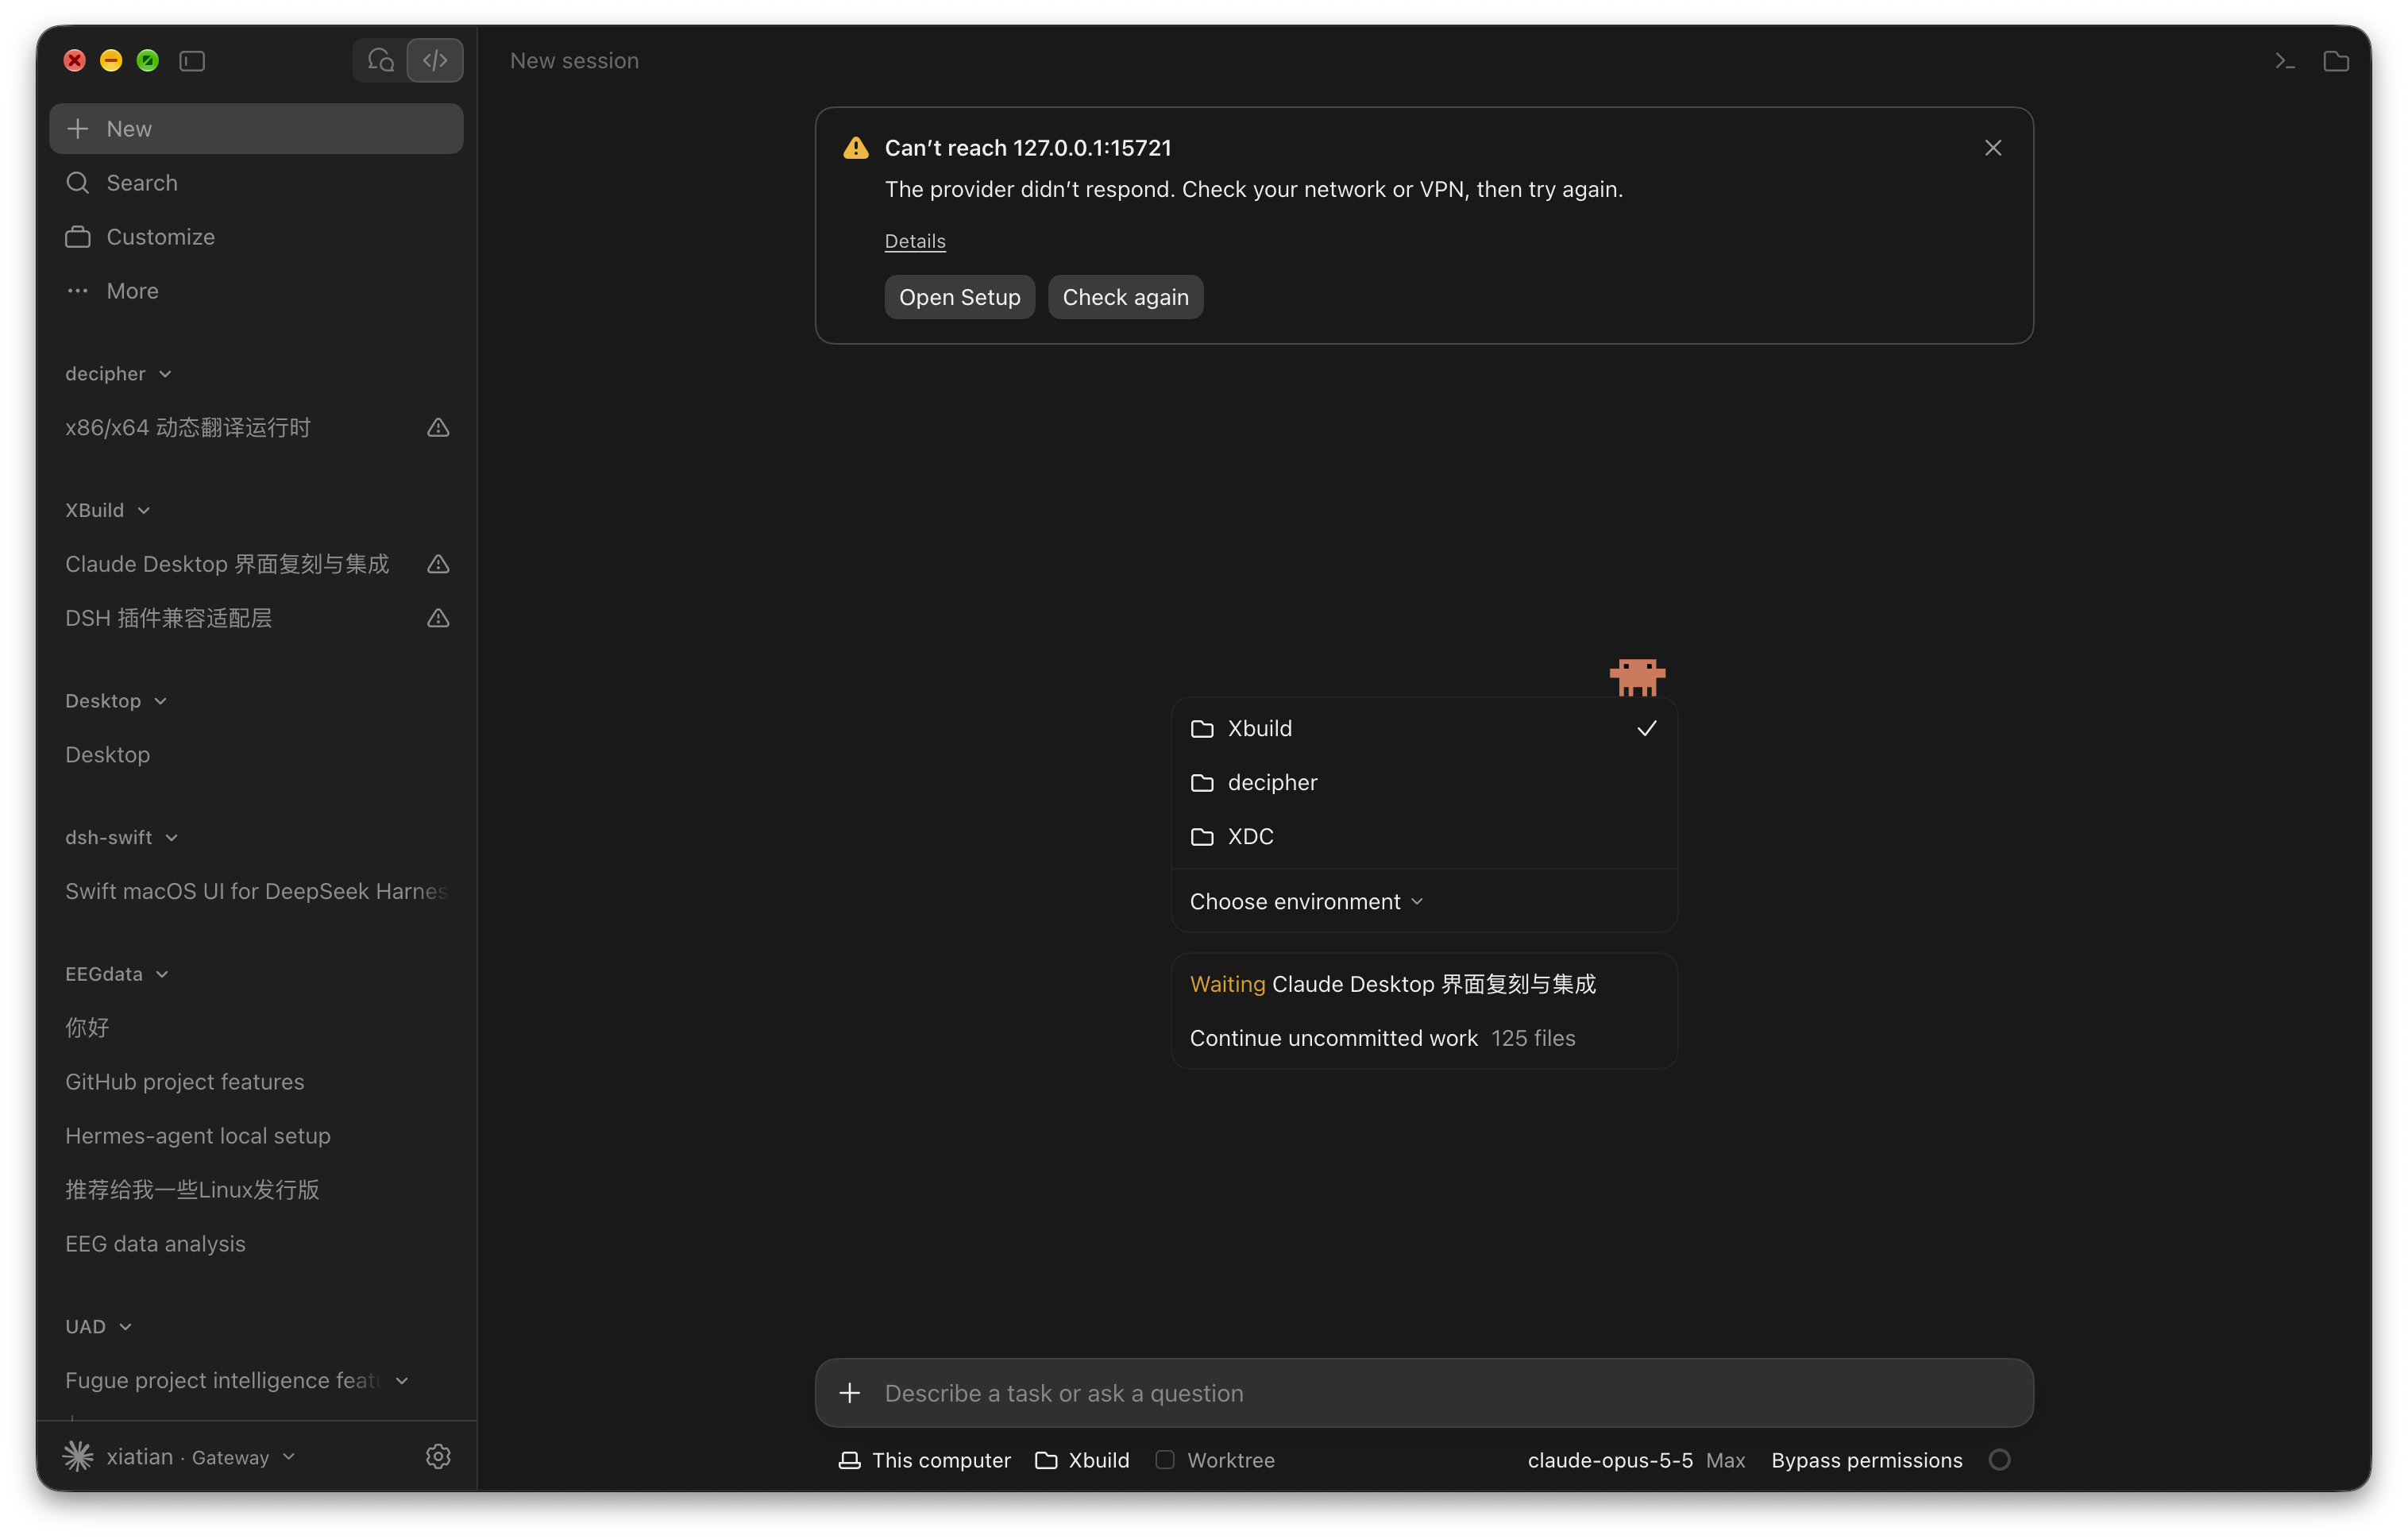 New session
New
Search
Customize
More
decipher
x86/x64 动态翻译运行时
XBuild
Claude Desktop 界面复刻与集成
DSH 插件兼容适配层
Desktop
Desktop
dsh-swift
Swift macOS UI for DeepSeek Harnes
EEGdata
你好
GitHub project features
Hermes-agent local setup
推荐给我一些Linux发行版
EEG data analysis
UAD
Fugue project intelligence featu
xiatian · Gateway
Can’t reach 127.0.0.1:15721
The provider didn’t respond. Check your network or VPN, then try again.
Details
Open Setup Check again
Xbuild
decipher
XDC
Choose environment
Waiting Claude Desktop 界面复刻与集成
Continue uncommitted work 125 files
Describe a task or ask a question
This computer Xbuild Worktree claude-opus-5-5 Max Bypass permissions